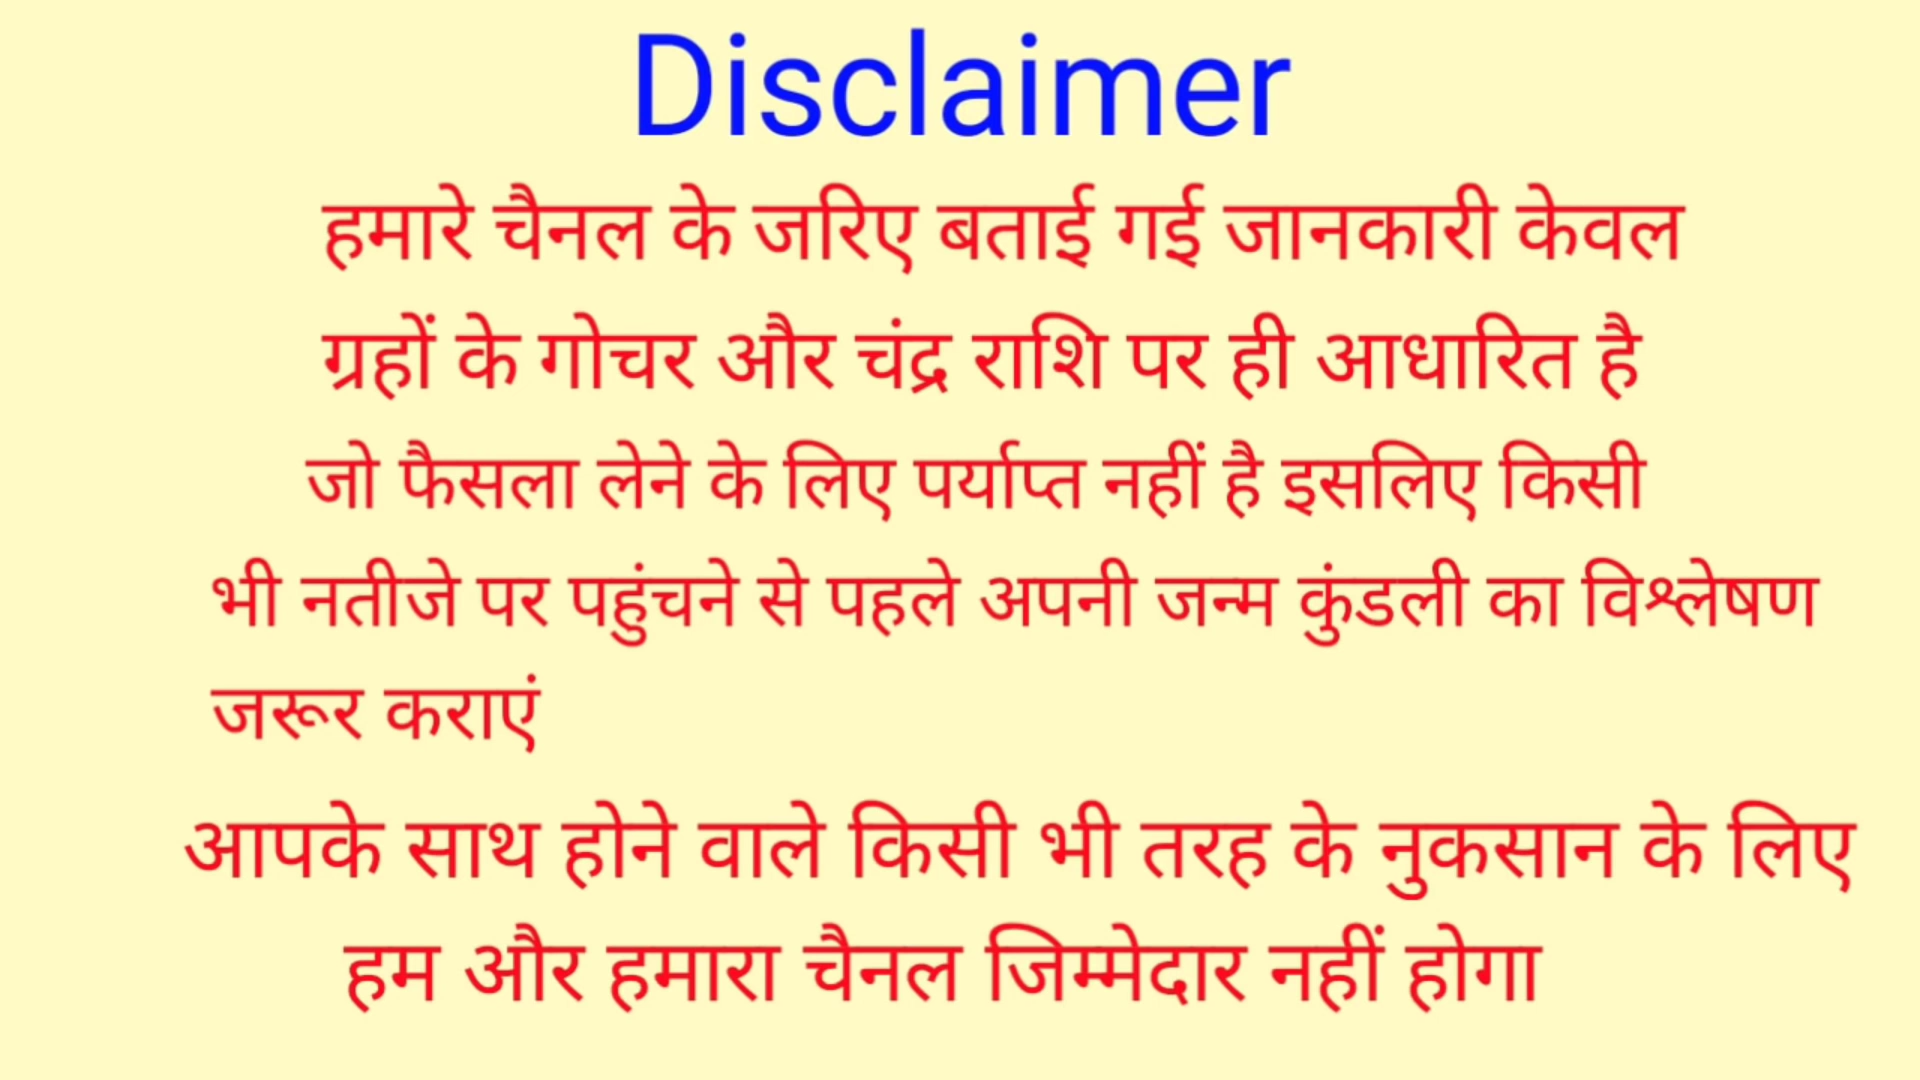 Disclaimer
हमारे चैनल के जरिए बताई गई जानकारी केवल
ग्रहों के गोचर और चंद्र राशि पर ही आधारित है
जो फैसला लेने के लिए पर्याप्त नहीं है इसलिए किसी
भी नतीजे पर पहुंचने से पहले अपनी जन्म कुंडली का विश्लेषण
जरूर कराएं
आपके साथ होने वाले किसी भी तरह के नुकसान के लिए
हम और हमारा चैनल जिम्मेदार नहीं होगा